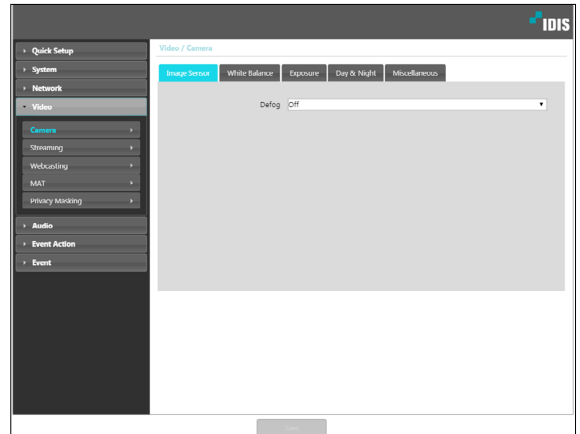 IDIS
Quick Setup
System
Network
Video
Camera
Streaming
Webcasting
MAT
Privacy Masking
Audio
Event Action
Event
Video / Camera
Image Sensor White Balance Exposure Day & Night Miscellaneous
Defog Off